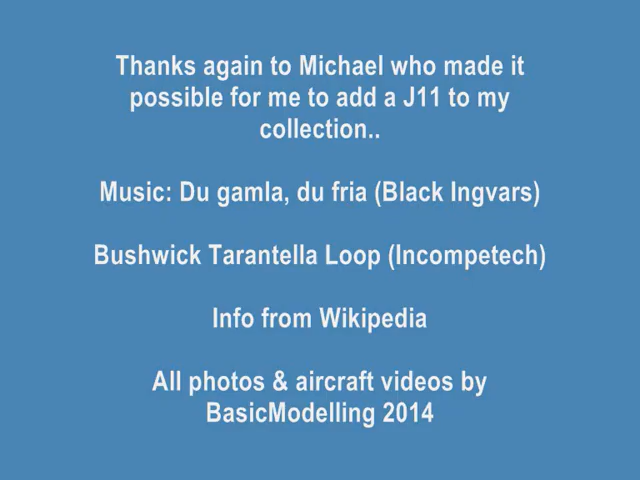 Thanks again to Michael who made it
possible for me to add a J11 to my
collection..
Music: Du gamla, du fria (Black Ingvars)
Bushwick Tarantella Loop (Incompetech)
Info from Wikipedia
All photos & aircraft videos by
BasicModelling 2014